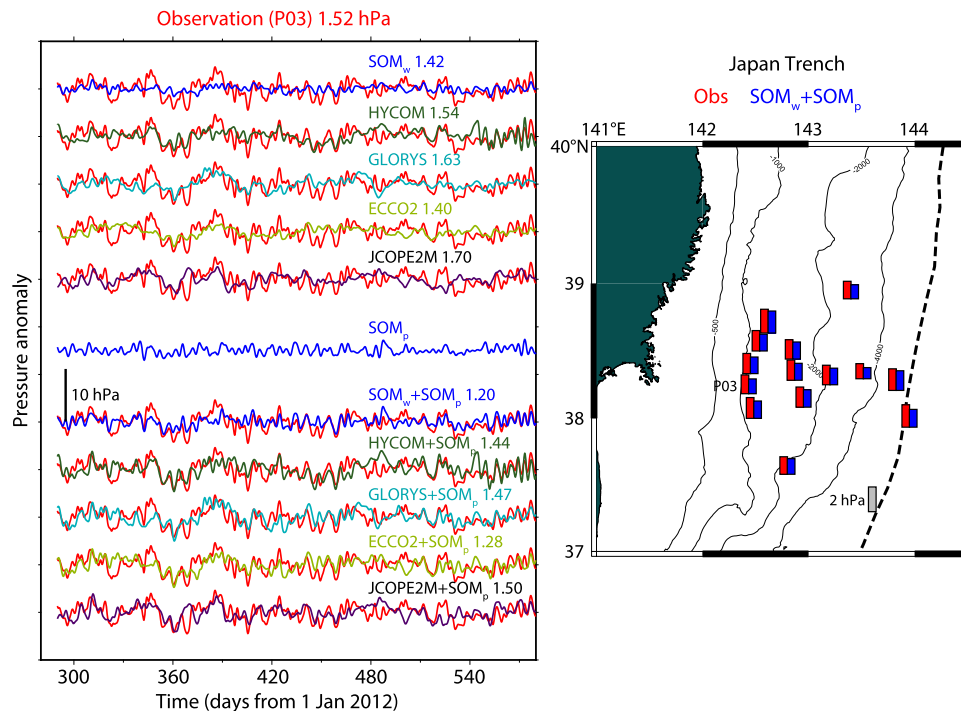 Observation (P03) 1.52 hPa
SOMw 1.42
HYCOM 1.54
GLORYS 1.63
ECCO2 1.40
JCOPE2M 1.70
SOMp
10 hPa
SOMw+SOMp 1.20
HYCOM+SOMp 1.44
GLORYS+SOMp 1.47
ECCO2+SOMp 1.28
JCOPE2M+SOMp 1.50
Pressure anomaly
300 360 420 480 540
Time (days from 1 Jan 2012)
Japan Trench
Obs SOMw+SOMp
141°E 142 143 144
40°N
39
38
37
-1000
-2000
-500
-4000
-2000
P03
2 hPa